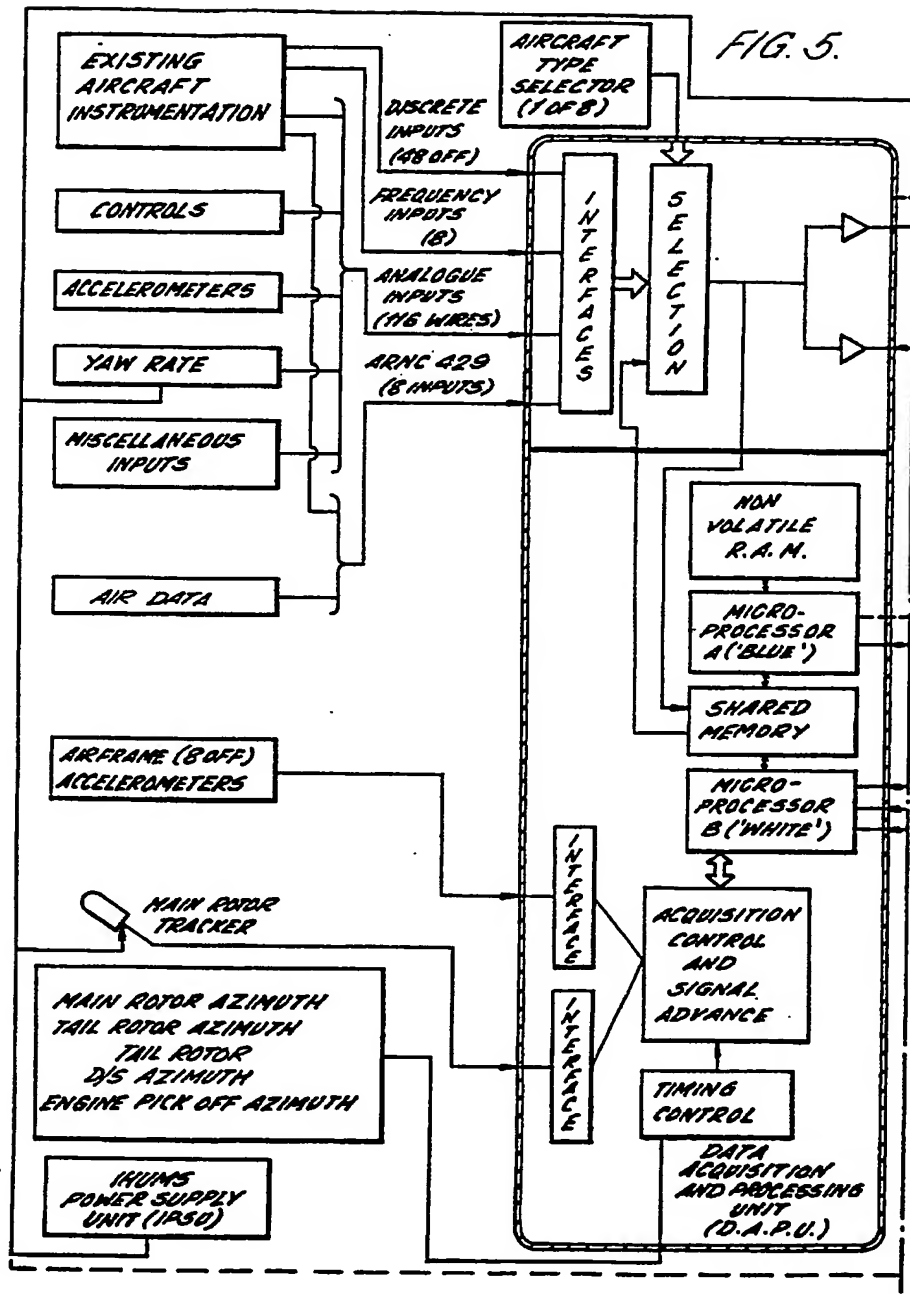 FIG. 5.
EXISTING
AIRCRAFT
INSTROMENTATION
CONTROLS
ACCELEROMETERS
YAW RATE
MISCELLANEOUS
INPUTS
AIR DATA
AIRFRAME (8 OFF)
ACCELEROMETERS
MAIN ROTOR
TRACKER
MAIN ROTOR AZIMUTH
TAIL ROTOR AZIMUTH
TAIL ROTOR
D/S AZIMUTH
ENGINE PICK OFF AZIMUTH
IHUMS
POWER SUPPLY
UNIT (IPSU)
DISCRETE
INPUTS
(48 OFF)
FREQUENCY
INPUTS
(8)
ANALOGUE
INPUTS
(116 WIRES)
ARNC 429
(8 INPUTS)
AIRCRAFT
TYPE
SELECTOR
(1 OF 8)
INTERFACES
SELECTION
NON
VOLATILE
R.A.M.
MICRO-
PROCESSOR
A ('BLUE')
SHARED
MEMORY
MICRO-
PROCESSOR
B ('WHITE')
INTERFACE
INTERFACE
ACQUISITION
CONTROL
AND
SIGNAL
ADVANCE
TIMING
CONTROL
DATA
ACQUISITION
AND PROCESSING
UNIT
(D.A.P.U.)